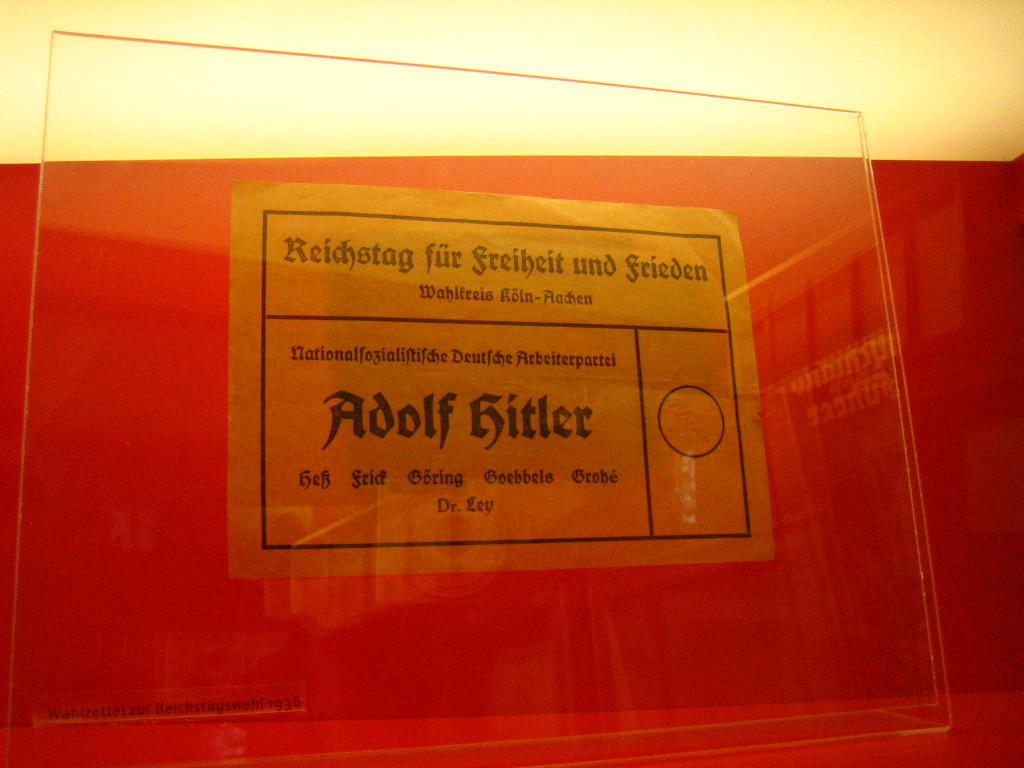 Reichstag für Freiheit und Frieden
Wahlkreis Köln-Aachen
Nationalsozialistische Deutsche Arbeiterpartei
Adolf Hitler
Heß Frick Göring Goebbels Grohé
Dr. Ley
Wahlzettel zur Reichstagswahl 1936